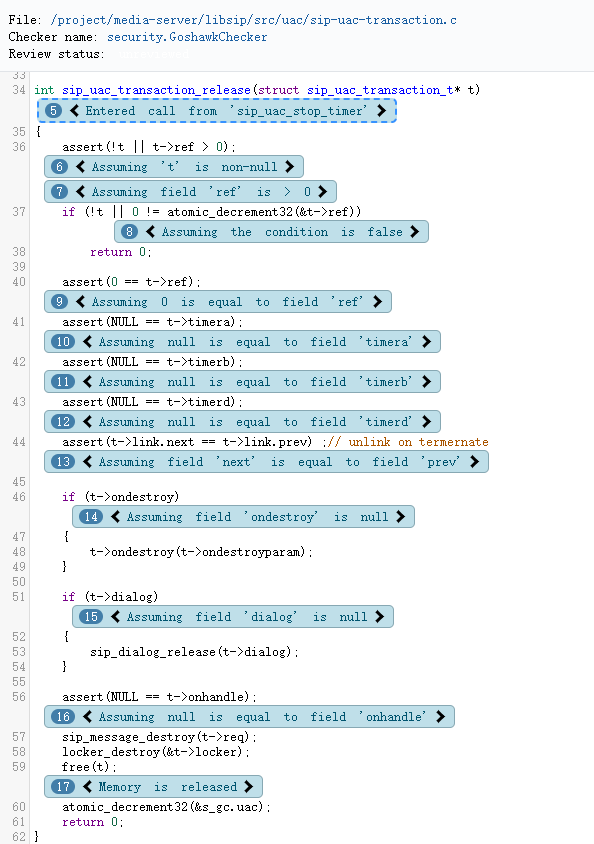 File: /project/media-server/libsip/src/uac/sip-uac-transaction.c
Checker name: security.GoshawkChecker
Review status:
33
34 int sip_uac_transaction_release(struct sip_uac_transaction_t* t)
5 < Entered call from 'sip_uac_stop_timer' >
35 {
36 assert(!t || t->ref > 0);
6 < Assuming 't' is non-null >
7 < Assuming field 'ref' is > 0 >
37 if (!t || 0 != atomic_decrement32(&t->ref))
8 < Assuming the condition is false >
38 return 0;
39
40 assert(0 == t->ref);
9 < Assuming 0 is equal to field 'ref' >
41 assert(NULL == t->timera);
10 < Assuming null is equal to field 'timera' >
42 assert(NULL == t->timerb);
11 < Assuming null is equal to field 'timerb' >
43 assert(NULL == t->timerd);
12 < Assuming null is equal to field 'timerd' >
44 assert(t->link.next == t->link.prev) ;// unlink on termernate
13 < Assuming field 'next' is equal to field 'prev' >
45
46 if (t->ondestroy)
14 < Assuming field 'ondestroy' is null >
47 {
48 t->ondestroy(t->ondestroyparam);
49 }
50
51 if (t->dialog)
15 < Assuming field 'dialog' is null >
52 {
53 sip_dialog_release(t->dialog);
54 }
55
56 assert(NULL == t->onhandle);
16 < Assuming null is equal to field 'onhandle' >
57 sip_message_destroy(t->req);
58 locker_destroy(&t->locker);
59 free(t);
17 < Memory is released >
60 atomic_decrement32(&s_gc.uac);
61 return 0;
62 }